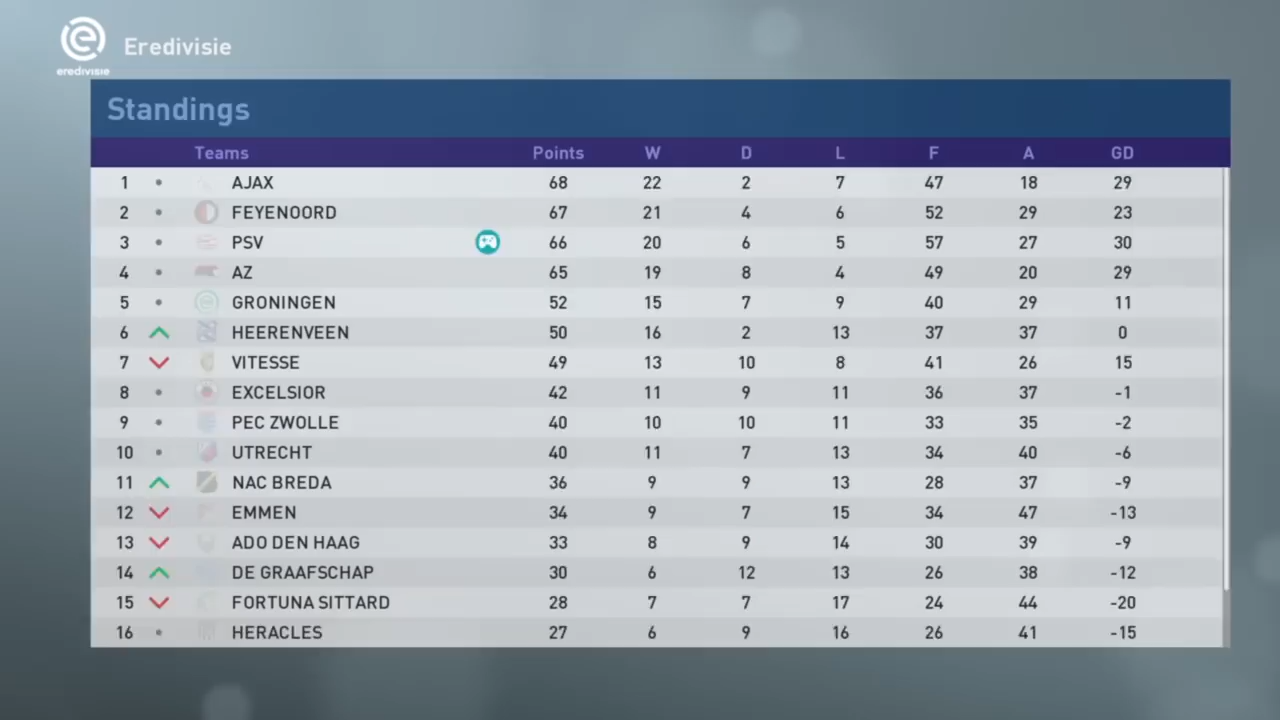 Eredivisie
eredivisie
Standings
Teams Points W D L F A GD
1 AJAX 68 22 2 7 47 18 29
2 FEYENOORD 67 21 4 6 52 29 23
3 PSV 66 20 6 5 57 27 30
4 AZ 65 19 8 4 49 20 29
5 GRONINGEN 52 15 7 9 40 29 11
6 HEERENVEEN 50 16 2 13 37 37 0
7 VITESSE 49 13 10 8 41 26 15
8 EXCELSIOR 42 11 9 11 36 37 -1
9 PEC ZWOLLE 40 10 10 11 33 35 -2
10 UTRECHT 40 11 7 13 34 40 -6
11 NAC BREDA 36 9 9 13 28 37 -9
12 EMMEN 34 9 7 15 34 47 -13
13 ADO DEN HAAG 33 8 9 14 30 39 -9
14 DE GRAAFSCHAP 30 6 12 13 26 38 -12
15 FORTUNA SITTARD 28 7 7 17 24 44 -20
16 HERACLES 27 6 9 16 26 41 -15